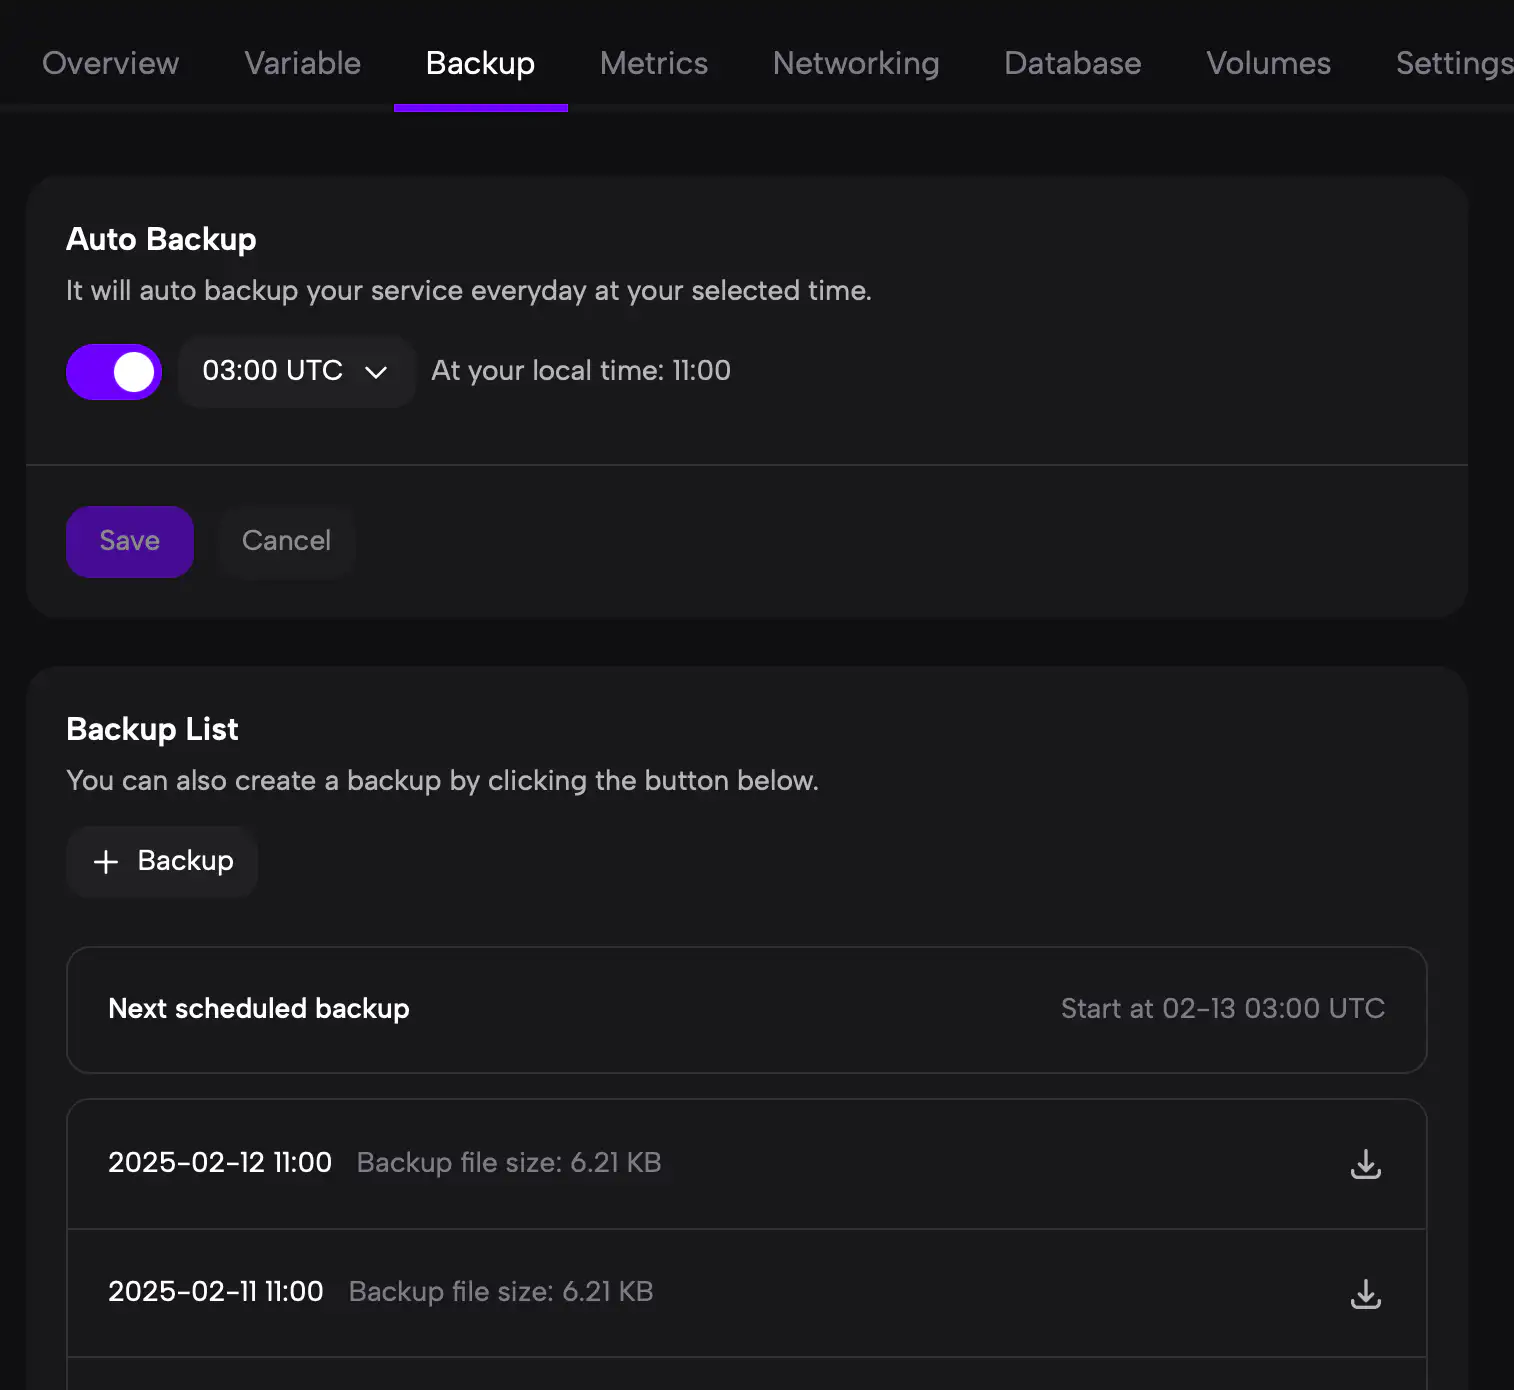 Overview Variable Backup Metrics Networking Database Volumes Settings
Auto Backup
It will auto backup your service everyday at your selected time.
03:00 UTC At your local time: 11:00
Save Cancel
Backup List
You can also create a backup by clicking the button below.
+ Backup
Next scheduled backup Start at 02-13 03:00 UTC
2025-02-12 11:00 Backup file size: 6.21 KB
2025-02-11 11:00 Backup file size: 6.21 KB